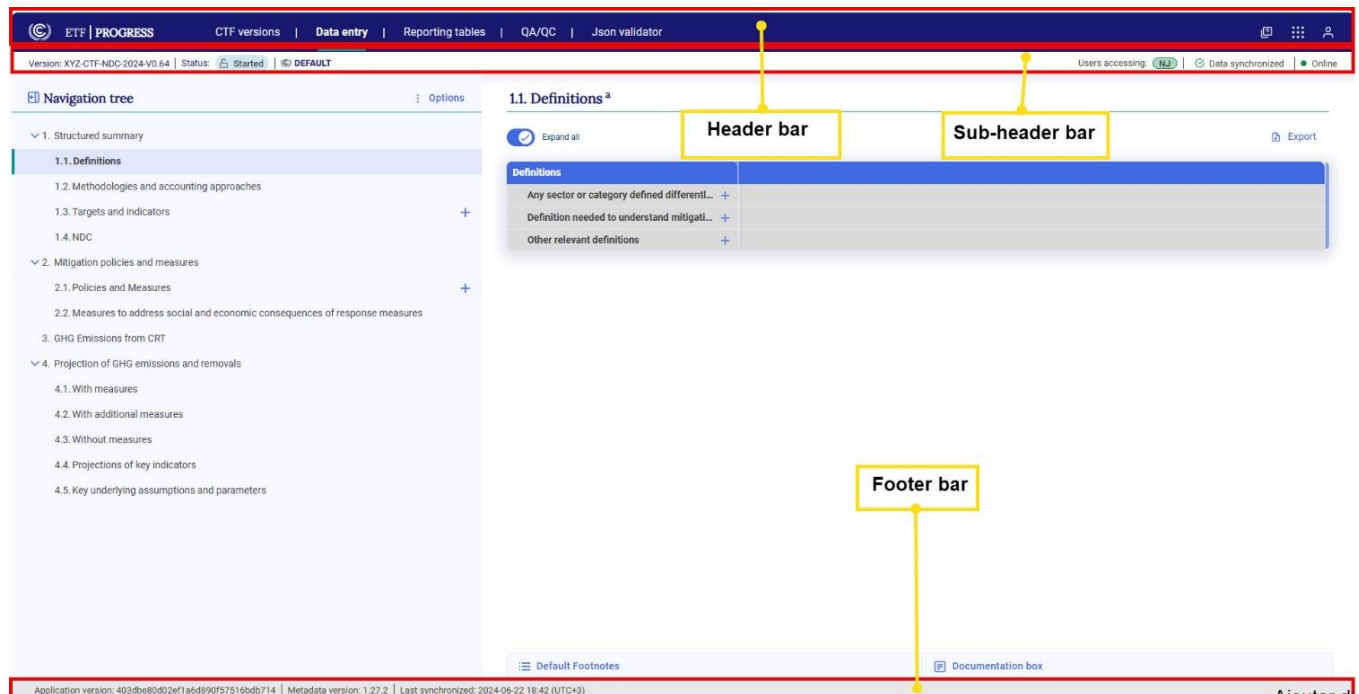 ETF | PROGRESS CTF versions | Data entry | Reporting tables | QA/QC | Json validator
Version: XYZ-CTF-NDC-2024-V0.64 | Status: Started | DEFAULT Users accessing: NJ | Data synchronized | Online
Navigation tree Options
1.1. Definitions a
Header bar
Sub-header bar
Expand all
Export
1. Structured summary
1.1. Definitions
1.2. Methodologies and accounting approaches
1.3. Targets and indicators +
1.4. NDC
2. Mitigation policies and measures
2.1. Policies and Measures +
2.2. Measures to address social and economic consequences of response measures
3. GHG Emissions from CRT
4. Projection of GHG emissions and removals
4.1. With measures
4.2. With additional measures
4.3. Without measures
4.4. Projections of key indicators
4.5. Key underlying assumptions and parameters
Definitions
Any sector or category defined differentl... +
Definition needed to understand mitigati... +
Other relevant definitions +
Footer bar
Default Footnotes
Documentation box
Application version: 403dbe80d02ef1a6d890f57516bdb714 | Metadata version: 1.27.2 | Last synchronized: 2024-06-22 18:42 (UTC+3)